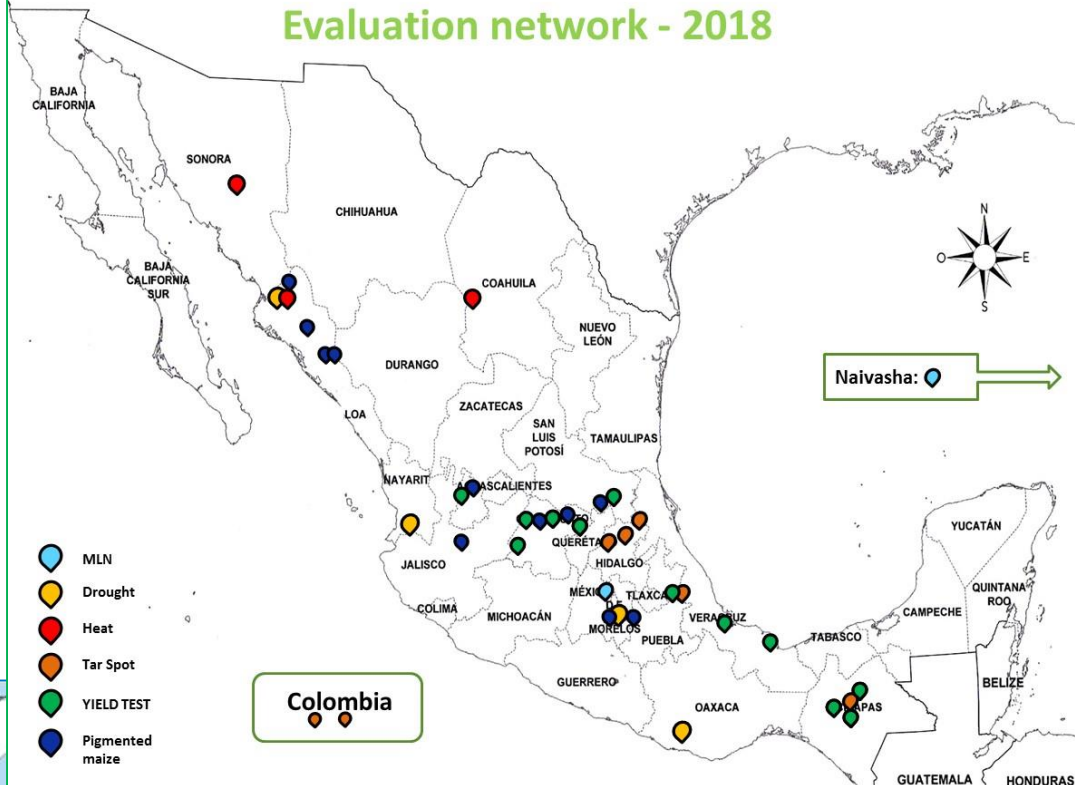 Evaluation network - 2018
BAJA
CALIFORNIA
SONORA
CHIHUAHUA
N
O
E
S
BAJA
CALIFORNIA
SUR
COAHUILA
NUEVO
LEÓN
Naivasha:
DURANGO
ZACATECAS
LOA
SAN
LUIS
POTOSÍ
TAMAULIPAS
NAYARIT
ASCALIENTES
YUCATÁN
QUERÉTA
HIDALGO
JALISCO
QUINTANA
ROO
CAMPECHE
COLIMA
MICHOACÁN
MÉXIC
TLAXCA
D.F.
MORELOS
PUEBLA
TABASCO
BELIZE
GUERRERO
OAXACA
APAS
GUATEMALA
HONDURAS
MLN
Drought
Heat
Tar Spot
YIELD TEST
Pigmented
maize
Colombia